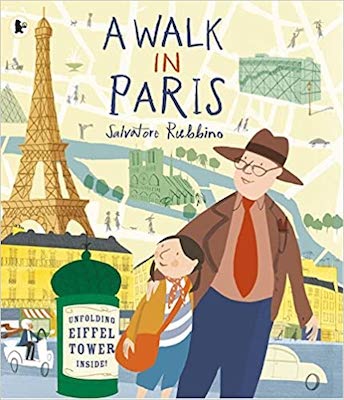 A WALK
IN
PARIS
Salvatore Rubbino
UNFOLDING
EIFFEL
TOWER
INSIDE!